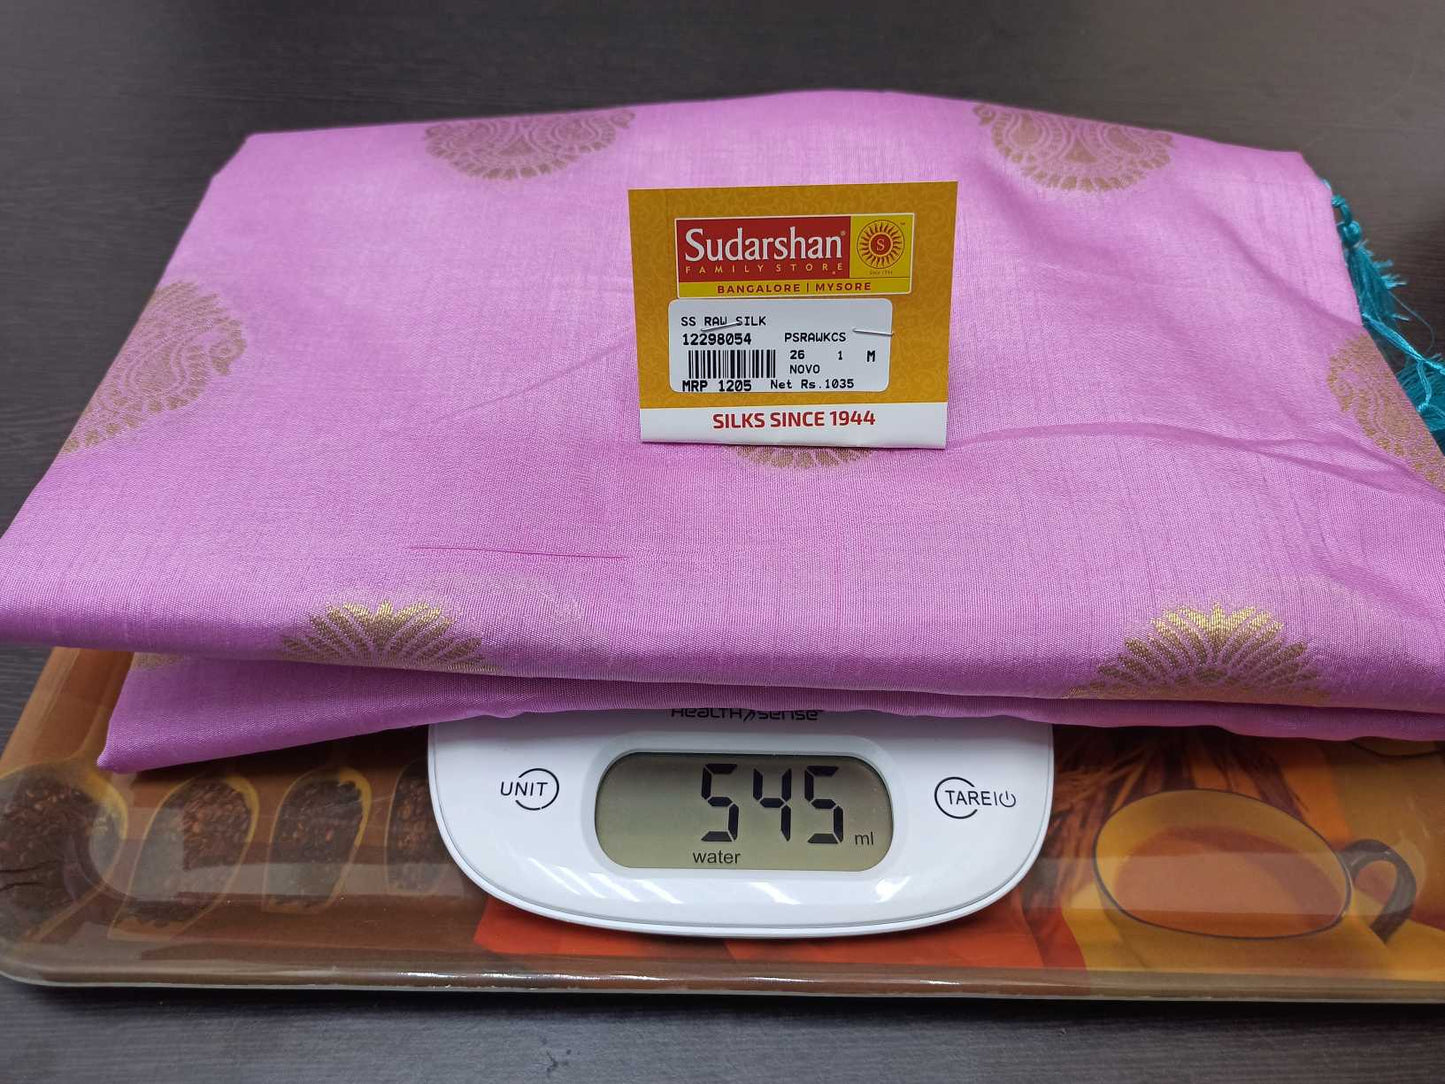 Sudarshan®
FAMILY STORE
S
Since 1944
BANGALORE | MYSORE
SS RAW SILK
12298054 PSRAWKCS
26 1 M
NOVO
MRP 1205 Net Rs.1035
SILKS SINCE 1944
HEALTH SENSE
UNIT
545
ml
water
TARE